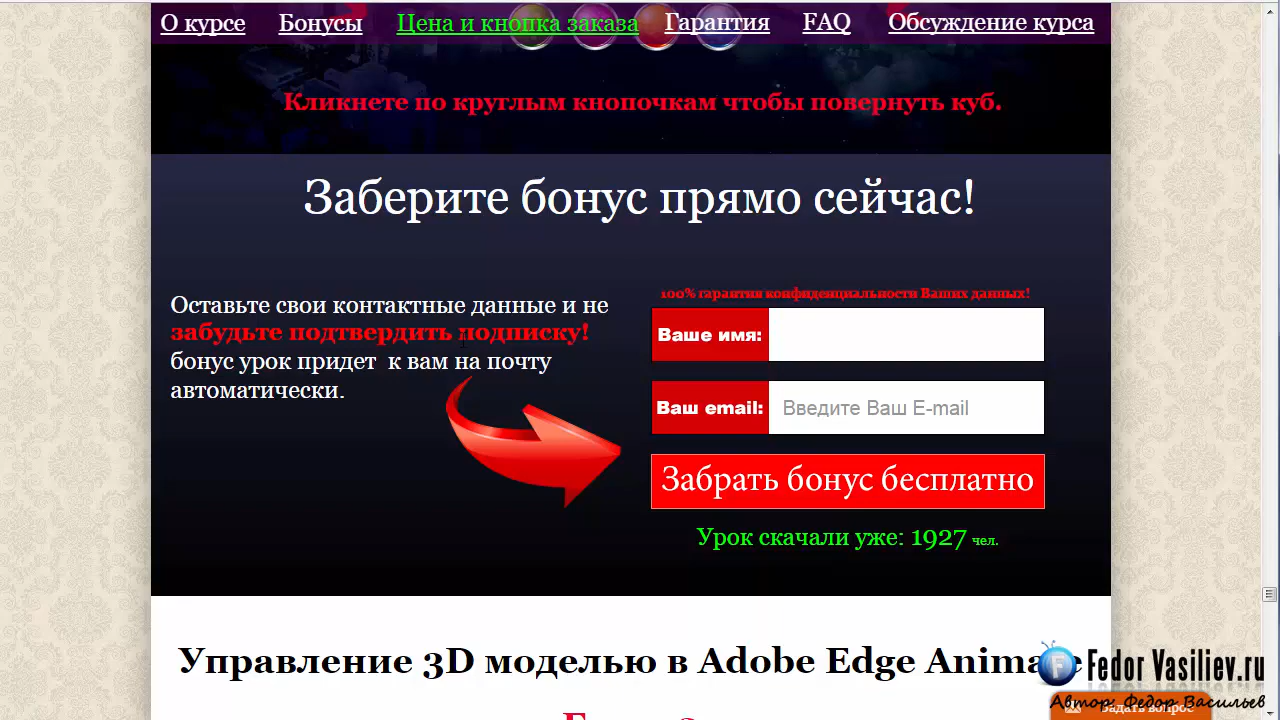 О курсе Бонусы Цена и кнопка заказа Гарантия FAQ Обсуждение курса
Кликнете по круглым кнопочкам чтобы повернуть куб.
Заберите бонус прямо сейчас!
Оставьте свои контактные данные и не
забудьте подтвердить подписку!
бонус урок придет к вам на почту
автоматически.
100% гарантия конфиденциальности Ваших данных!
Ваше имя:
Ваш email: Введите Ваш E-mail
Забрать бонус бесплатно
Урок скачали уже: 1927 чел.
Управление 3D моделью в Adobe Edge Animate
Fedor Vasiliev.ru
Автор: Федор Васильев
Задать вопрос